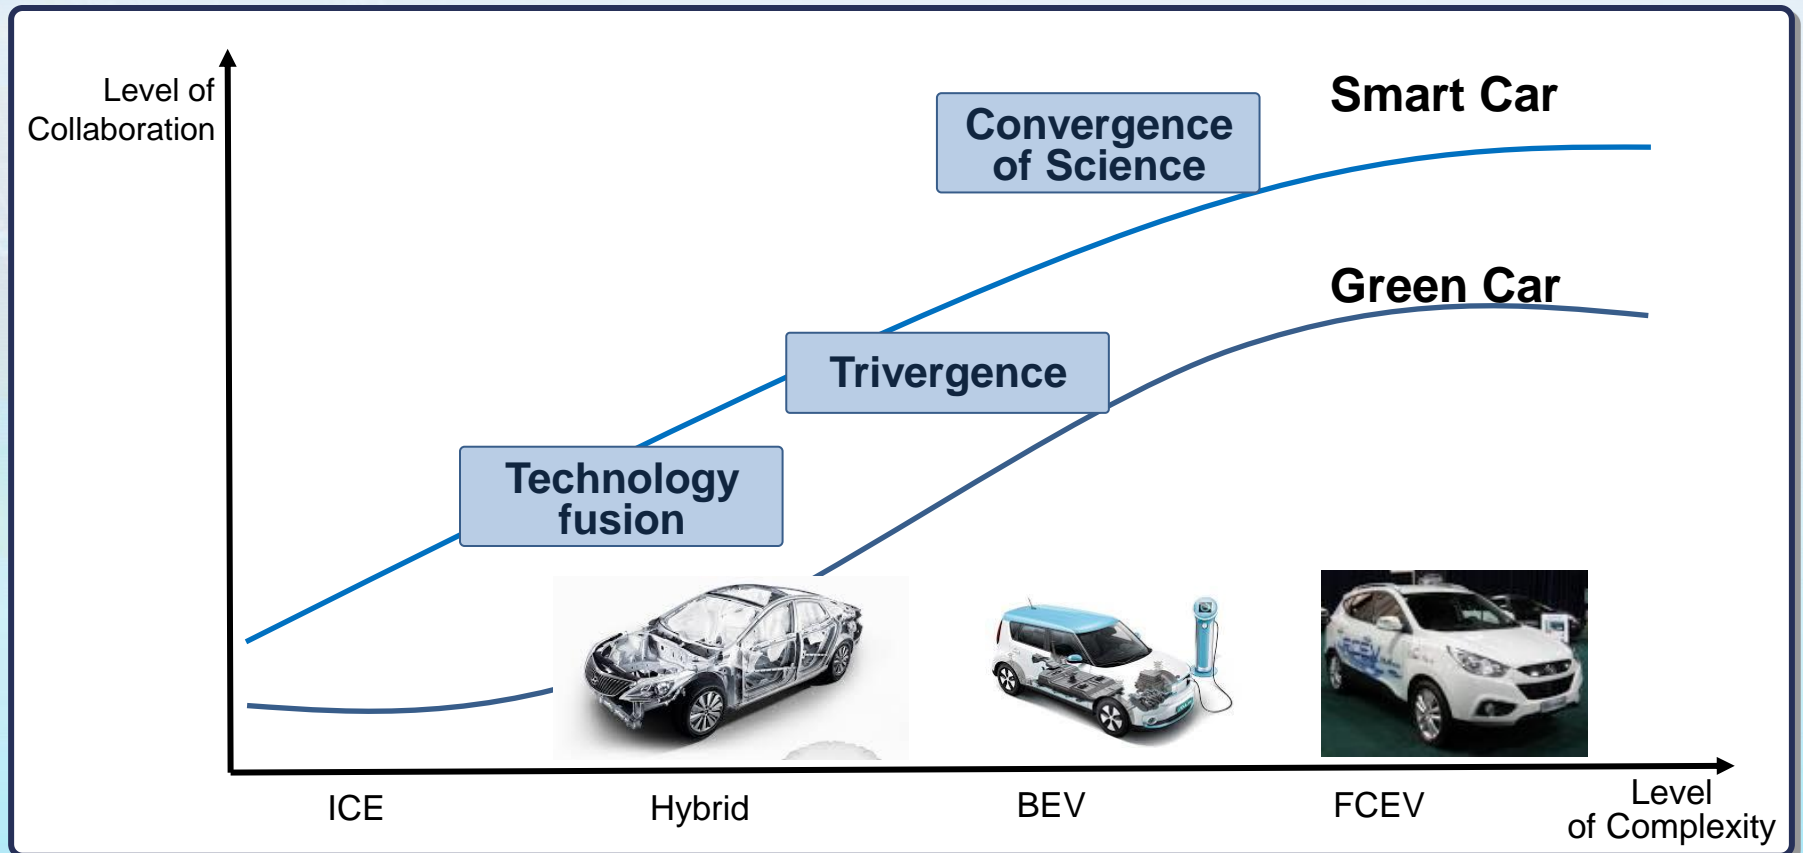 Level of
Collaboration
Smart Car
Convergence
of Science
Green Car
Trivergence
Technology
fusion
ICE
Hybrid
BEV
FCEV
Level
of Complexity